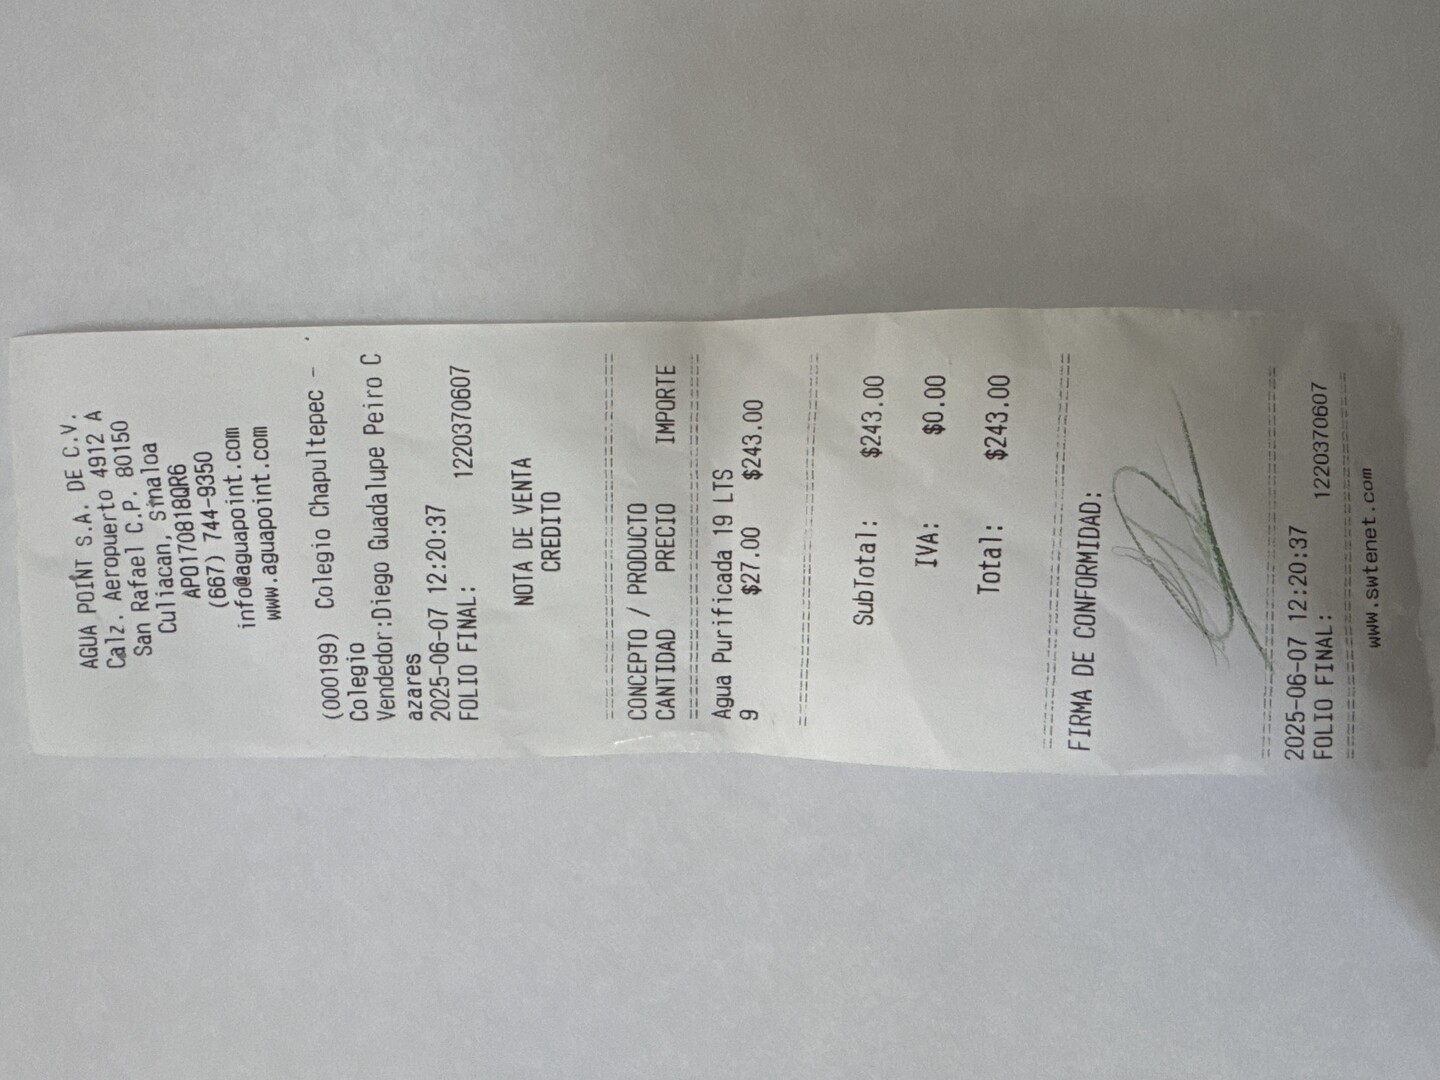 AGUA POINT S.A. DE C.V.
Calz. Aeropuerto 4912 A
San Rafael C.P. 80150
Culiacan, Sinaloa
APO170818QR6
(667) 744-9350
info@aguapoint.com
www.aguapoint.com
(000199) Colegio Chapultepec -
Colegio
Vendedor:Diego Guadalupe Peiro C
azares
2025-06-07 12:20:37
FOLIO FINAL: 1220370607
NOTA DE VENTA
CREDITO
CONCEPTO / PRODUCTO
CANTIDAD PRECIO IMPORTE
Agua Purificada 19 LTS
9 $27.00 $243.00
SubTotal: $243.00
IVA: $0.00
Total: $243.00
FIRMA DE CONFORMIDAD:
2025-06-07 12:20:37
FOLIO FINAL: 1220370607
www.swtenet.com